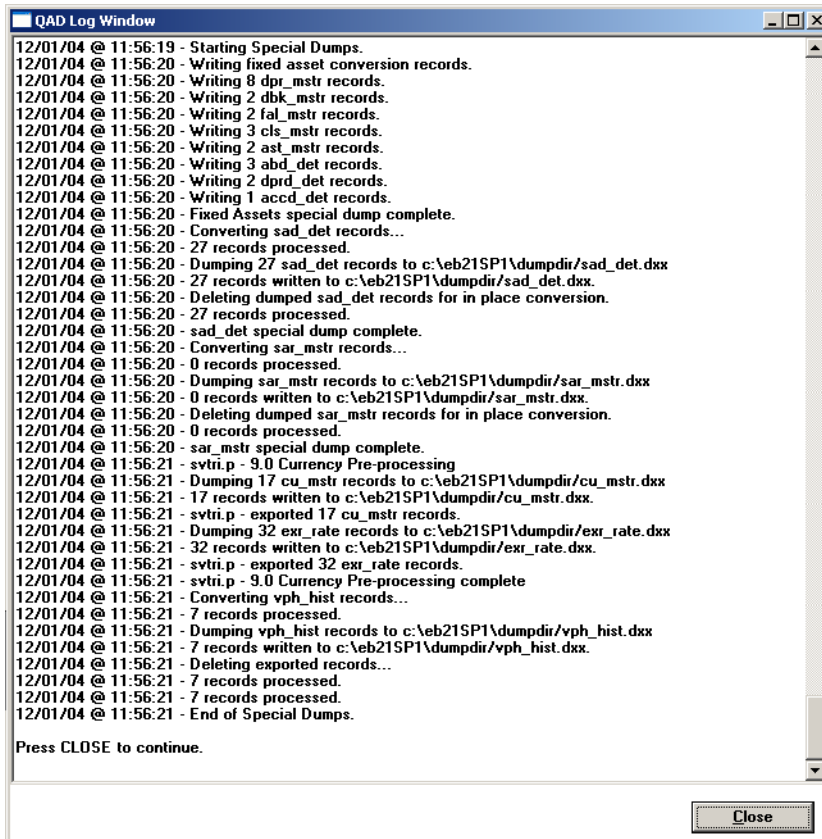 QAD Log Window
12/01/04 @ 11:56:19 - Starting Special Dumps.
12/01/04 @ 11:56:20 - Writing fixed asset conversion records.
12/01/04 @ 11:56:20 - Writing 8 dpr_mstr records.
12/01/04 @ 11:56:20 - Writing 2 dbk_mstr records.
12/01/04 @ 11:56:20 - Writing 2 fal_mstr records.
12/01/04 @ 11:56:20 - Writing 3 cls_mstr records.
12/01/04 @ 11:56:20 - Writing 2 ast_mstr records.
12/01/04 @ 11:56:20 - Writing 3 abd_det records.
12/01/04 @ 11:56:20 - Writing 2 dprd_det records.
12/01/04 @ 11:56:20 - Writing 1 accd_det records.
12/01/04 @ 11:56:20 - Fixed Assets special dump complete.
12/01/04 @ 11:56:20 - Converting sad_det records...
12/01/04 @ 11:56:20 - 27 records processed.
12/01/04 @ 11:56:20 - Dumping 27 sad_det records to c:\eb21SP1\dumpdir/sad_det.dxx
12/01/04 @ 11:56:20 - 27 records written to c:\eb21SP1\dumpdir/sad_det.dxx.
12/01/04 @ 11:56:20 - Deleting dumped sad_det records for in place conversion.
12/01/04 @ 11:56:20 - 27 records processed.
12/01/04 @ 11:56:20 - sad_det special dump complete.
12/01/04 @ 11:56:20 - Converting sar_mstr records...
12/01/04 @ 11:56:20 - 0 records processed.
12/01/04 @ 11:56:20 - Dumping sar_mstr records to c:\eb21SP1\dumpdir/sar_mstr.dxx
12/01/04 @ 11:56:20 - 0 records written to c:\eb21SP1\dumpdir/sar_mstr.dxx.
12/01/04 @ 11:56:20 - Deleting dumped sar_mstr records for in place conversion.
12/01/04 @ 11:56:20 - 0 records processed.
12/01/04 @ 11:56:20 - sar_mstr special dump complete.
12/01/04 @ 11:56:21 - svtri.p - 9.0 Currency Pre-processing
12/01/04 @ 11:56:21 - Dumping 17 cu_mstr records to c:\eb21SP1\dumpdir/cu_mstr.dxx
12/01/04 @ 11:56:21 - 17 records written to c:\eb21SP1\dumpdir/cu_mstr.dxx.
12/01/04 @ 11:56:21 - svtri.p - exported 17 cu_mstr records.
12/01/04 @ 11:56:21 - Dumping 32 exr_rate records to c:\eb21SP1\dumpdir/exr_rate.dxx
12/01/04 @ 11:56:21 - 32 records written to c:\eb21SP1\dumpdir/exr_rate.dxx.
12/01/04 @ 11:56:21 - svtri.p - exported 32 exr_rate records.
12/01/04 @ 11:56:21 - svtri.p - 9.0 Currency Pre-processing complete
12/01/04 @ 11:56:21 - Converting vph_hist records...
12/01/04 @ 11:56:21 - 7 records processed.
12/01/04 @ 11:56:21 - Dumping vph_hist records to c:\eb21SP1\dumpdir/vph_hist.dxx
12/01/04 @ 11:56:21 - 7 records written to c:\eb21SP1\dumpdir/vph_hist.dxx.
12/01/04 @ 11:56:21 - Deleting exported records...
12/01/04 @ 11:56:21 - 7 records processed.
12/01/04 @ 11:56:21 - 7 records processed.
12/01/04 @ 11:56:21 - End of Special Dumps.
Press CLOSE to continue.
Close